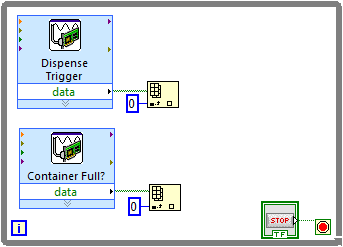 Dispense
Trigger
data
0
Container Full?
data
0
STOP
TF
i